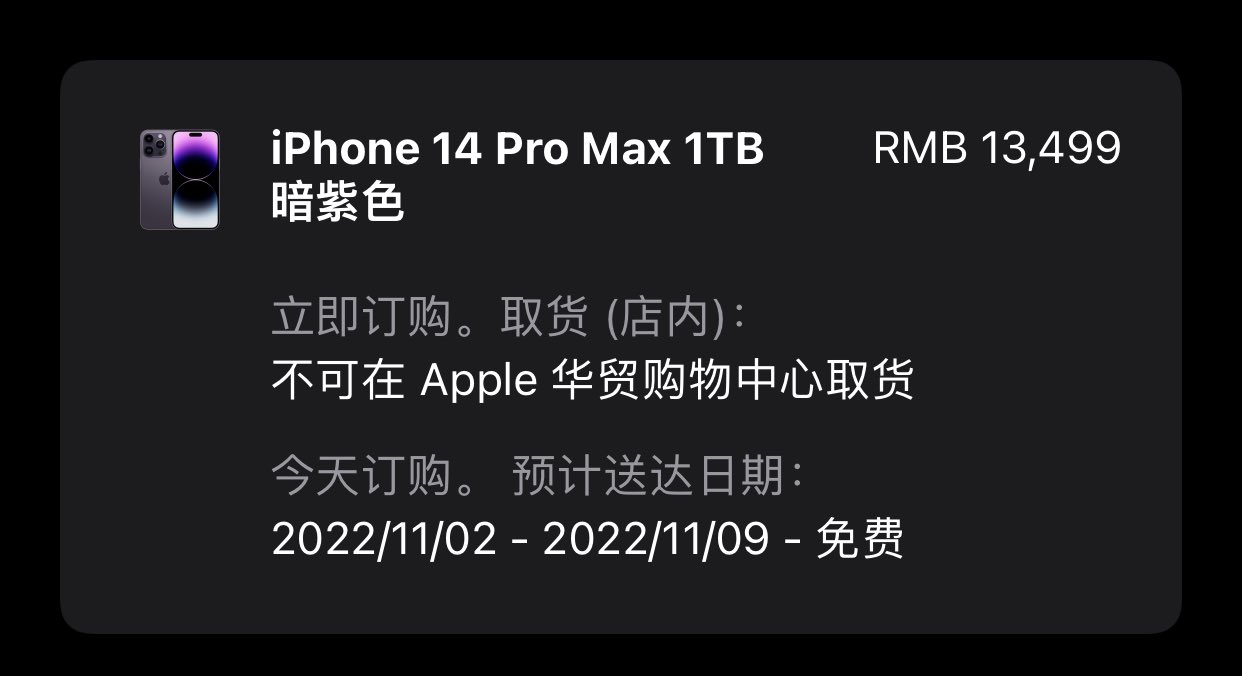 iPhone 14 Pro Max 1TB RMB 13,499
暗紫色
立即订购。取货 (店内)：
不可在 Apple 华贸购物中心取货
今天订购。 预计送达日期：
2022/11/02 - 2022/11/09 - 免费